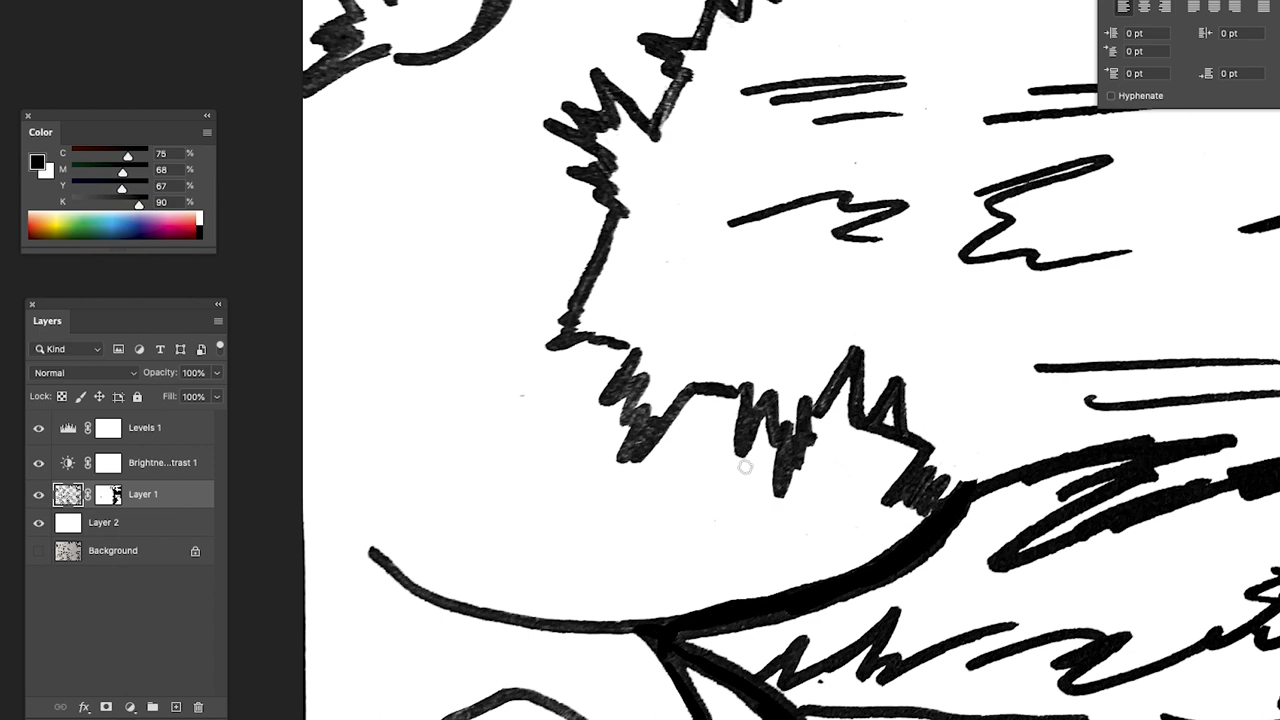 0 pt 0 pt
0 pt
0 pt 0 pt
Hyphenate
Color
C 75 %
M 68 %
Y 67 %
K 90 %
Layers
Kind
Normal Opacity: 100%
Fill: 100%
Levels 1
Brightne...trast 1
Layer 1
Layer 2
Background
fx